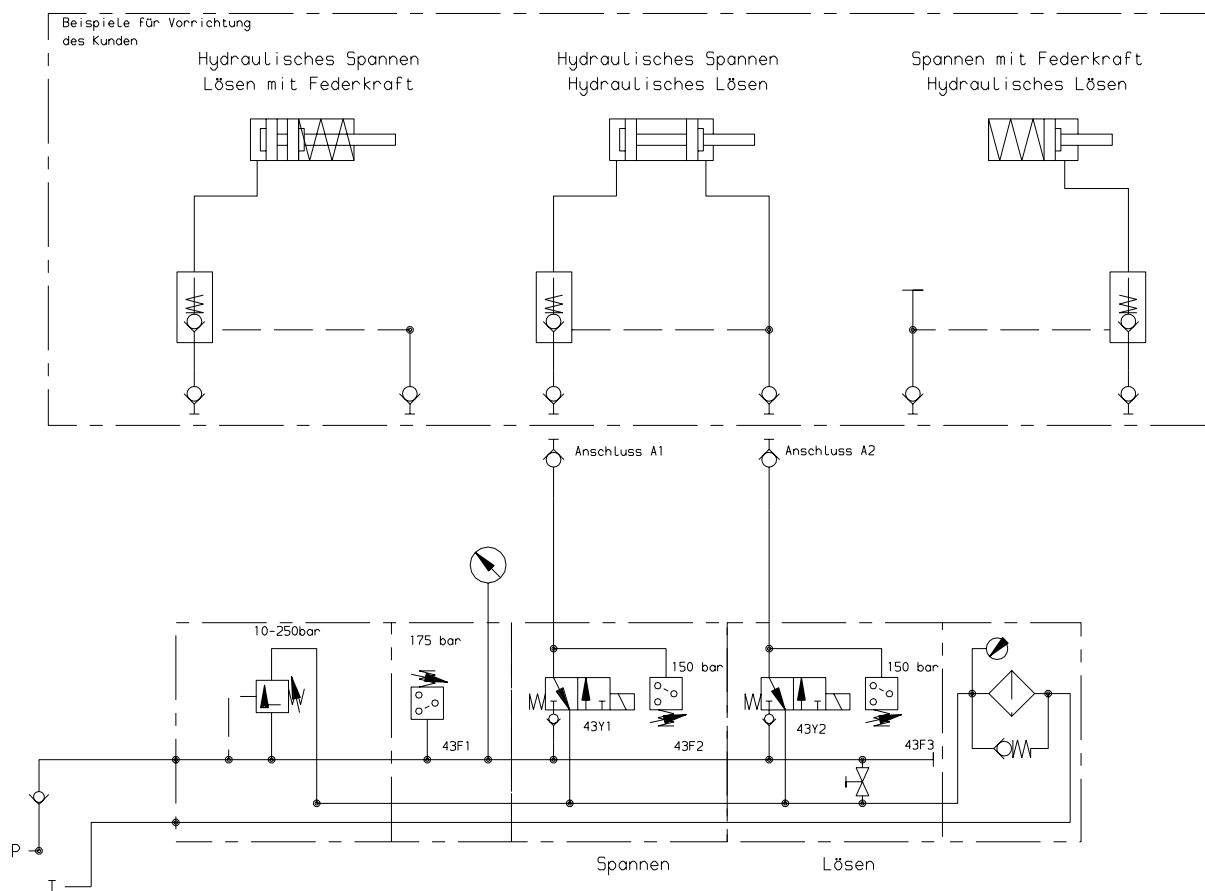 Beispiele für Vorrichtung
des Kunden
Hydraulisches Spannen
Lösen mit Federkraft
Hydraulisches Spannen
Hydraulisches Lösen
Spannen mit Federkraft
Hydraulisches Lösen
Anschluss A1
Anschluss A2
10-250bar
175 bar
150 bar
150 bar
43Y1
43Y2
43F1
43F2
43F3
P
T
Spannen
Lösen